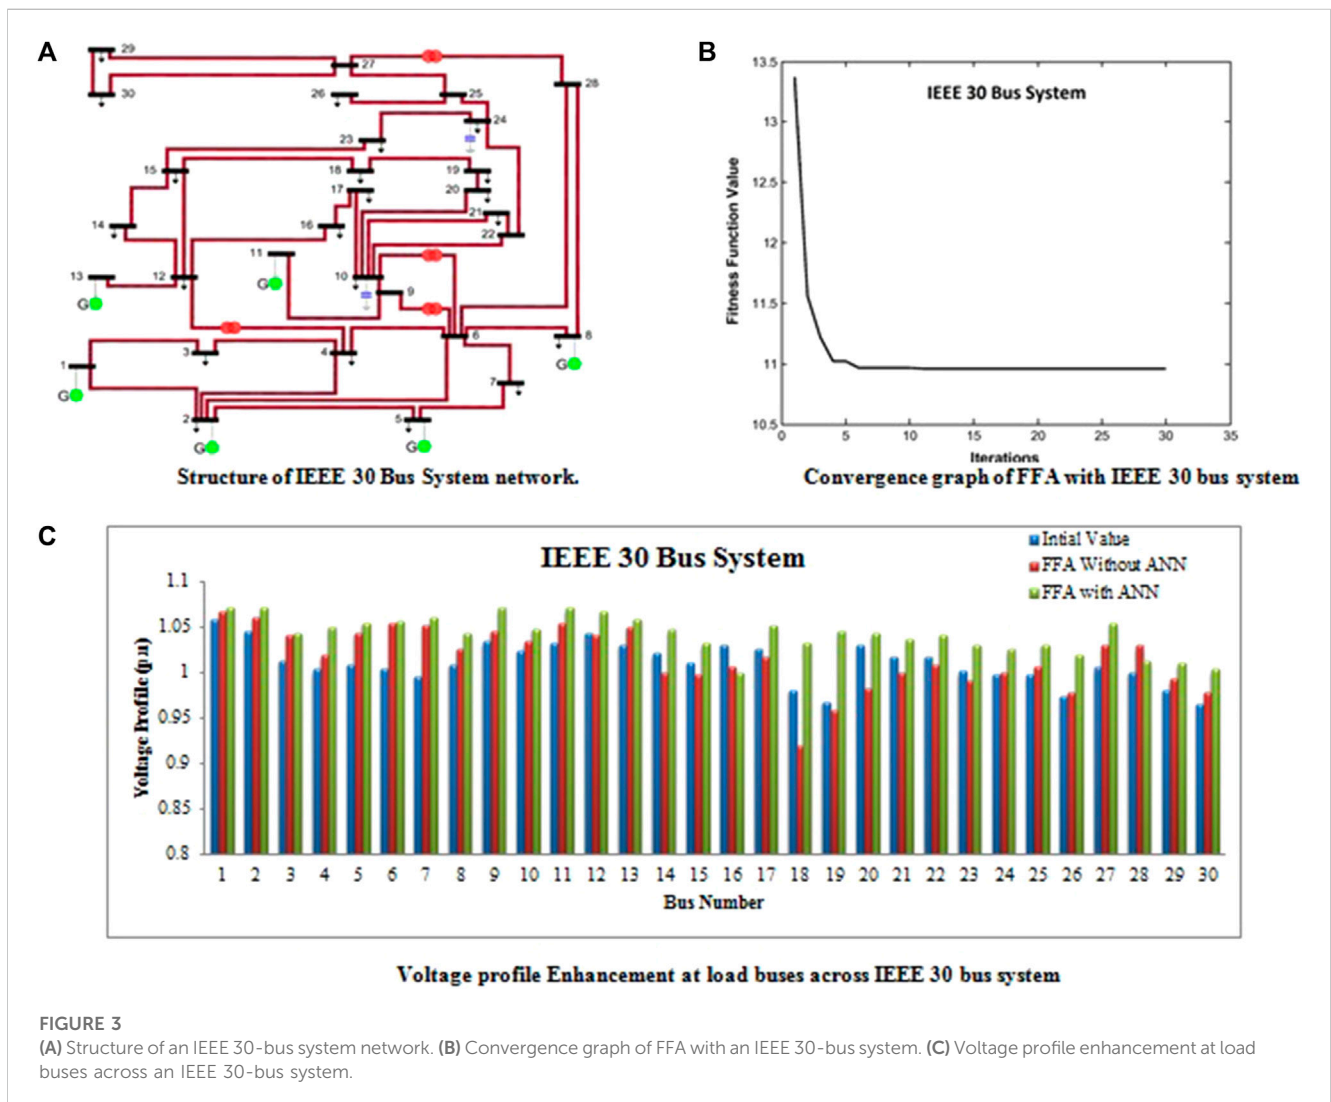 A
29
27
28
30
26
25
24
23
15
18
19
17
20
21
14
16
22
11
13
12
10
9
G
G
6
8
3
4
1
G
7
G
2
5
G
G
Structure of IEEE 30 Bus System network.
B
13.5
IEEE 30 Bus System
13
12.5
12
11.5
11
10.5
Fitness Function Value
0 5 10 15 20 25 30 35
Iterations
Convergence graph of FFA with IEEE 30 bus system
C
IEEE 30 Bus System
Intial Value
FFA Without ANN
FFA with ANN
1.1
1.05
1
0.95
0.9
0.85
0.8
Voltage Profile (pu)
1 2 3 4 5 6 7 8 9 10 11 12 13 14 15 16 17 18 19 20 21 22 23 24 25 26 27 28 29 30
Bus Number
Voltage profile Enhancement at load buses across IEEE 30 bus system
FIGURE 3
(A) Structure of an IEEE 30-bus system network. (B) Convergence graph of FFA with an IEEE 30-bus system. (C) Voltage profile enhancement at load
buses across an IEEE 30-bus system.